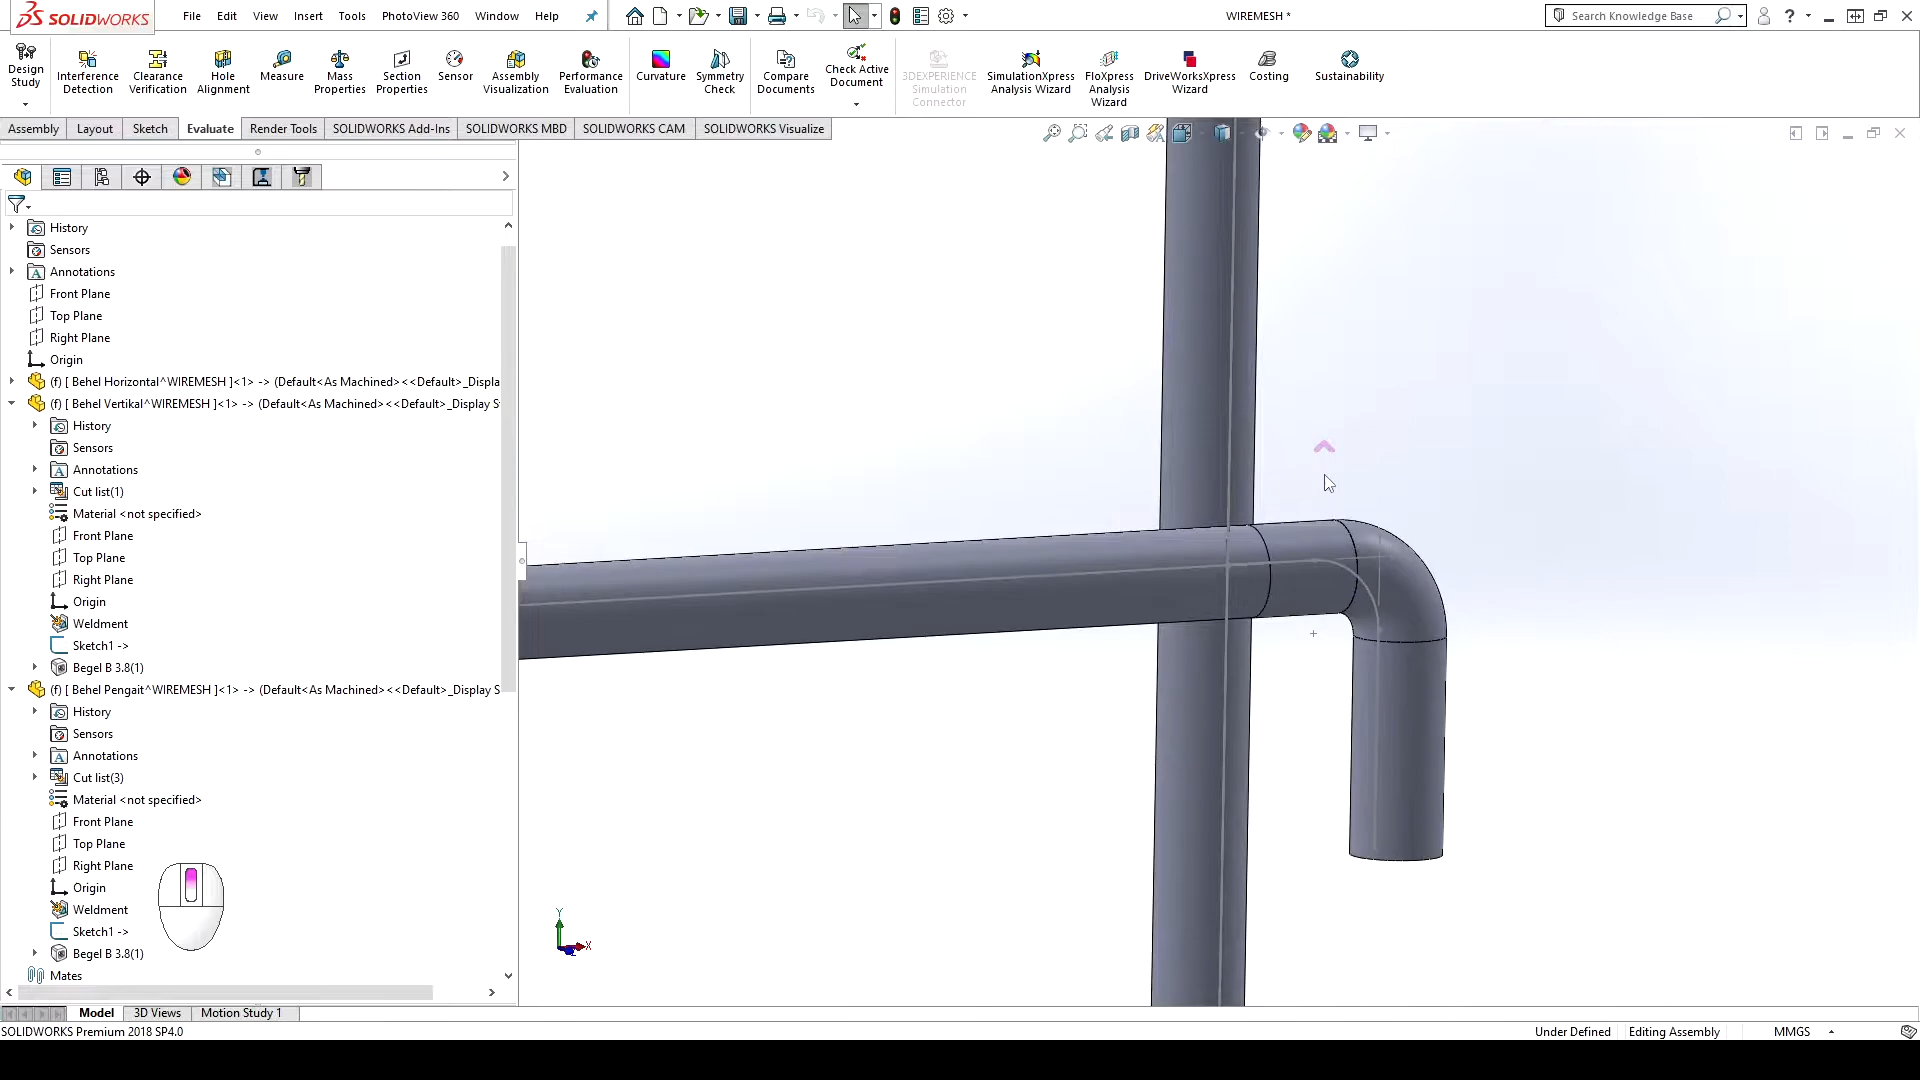 SOLIDWORKS
File Edit View Insert Tools PhotoView 360 Window Help
WIREMESH *
Search Knowledge Base
?
Design Study
Interference Detection
Clearance Verification
Hole Alignment
Measure
Mass Properties
Section Properties
Sensor
Assembly Visualization
Performance Evaluation
Curvature
Symmetry Check
Compare Documents
Check Active Document
3DEXPERIENCE Simulation Connector
SimulationXpress Analysis Wizard
FloXpress Analysis Wizard
DriveWorksXpress Wizard
Costing
Sustainability
Assembly Layout Sketch Evaluate Render Tools SOLIDWORKS Add-Ins SOLIDWORKS MBD SOLIDWORKS CAM SOLIDWORKS Visualize
History
Sensors
Annotations
Front Plane
Top Plane
Right Plane
Origin
(f) [ Behel Horizontal^WIREMESH ]<1> -> (Default<As Machined><<Default>_Displa
(f) [ Behel Vertikal^WIREMESH ]<1> -> (Default<As Machined><<Default>_Display S
History
Sensors
Annotations
Cut list(1)
Material <not specified>
Front Plane
Top Plane
Right Plane
Origin
Weldment
Sketch1 ->
Begel B 3.8(1)
(f) [ Behel Pengait^WIREMESH ]<1> -> (Default<As Machined><<Default>_Display S
History
Sensors
Annotations
Cut list(3)
Material <not specified>
Front Plane
Top Plane
Right Plane
Origin
Weldment
Sketch1 ->
Begel B 3.8(1)
Mates
Y
X
Model 3D Views Motion Study 1
SOLIDWORKS Premium 2018 SP4.0
Under Defined Editing Assembly MMGS